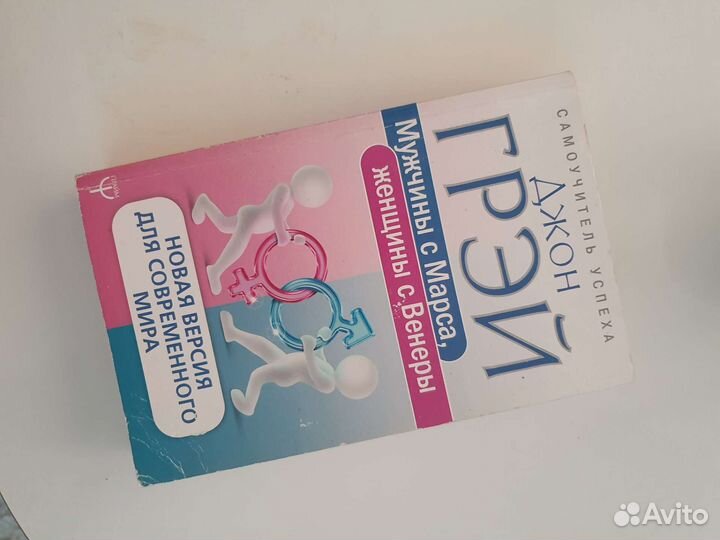 САМОУЧИТЕЛЬ УСПЕХА
ДЖОН
ГРЭЙ
Мужчины с Марса,
женщины с Венеры
НОВАЯ ВЕРСИЯ
ДЛЯ СОВРЕМЕННОГО
МИРА
Avito